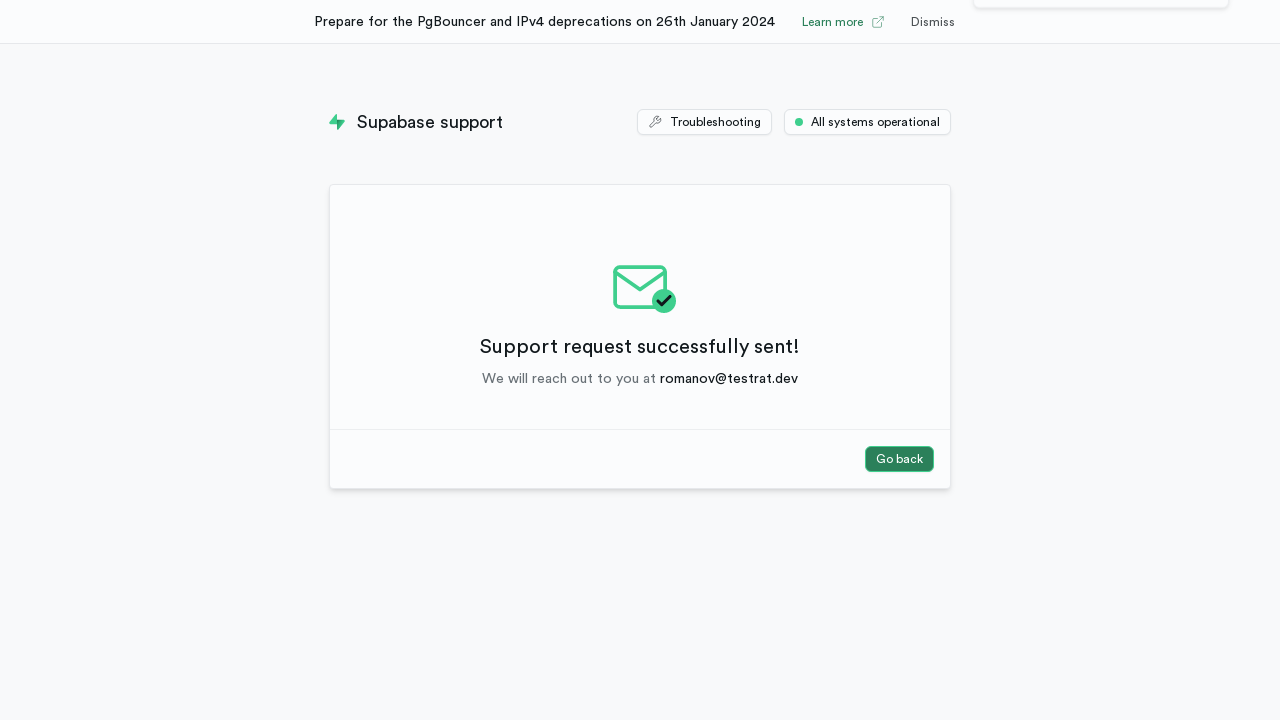 Prepare for the PgBouncer and IPv4 deprecations on 26th January 2024 Learn more Dismiss
Supabase support Troubleshooting All systems operational
Support request successfully sent!
We will reach out to you at romanov@testrat.dev
Go back